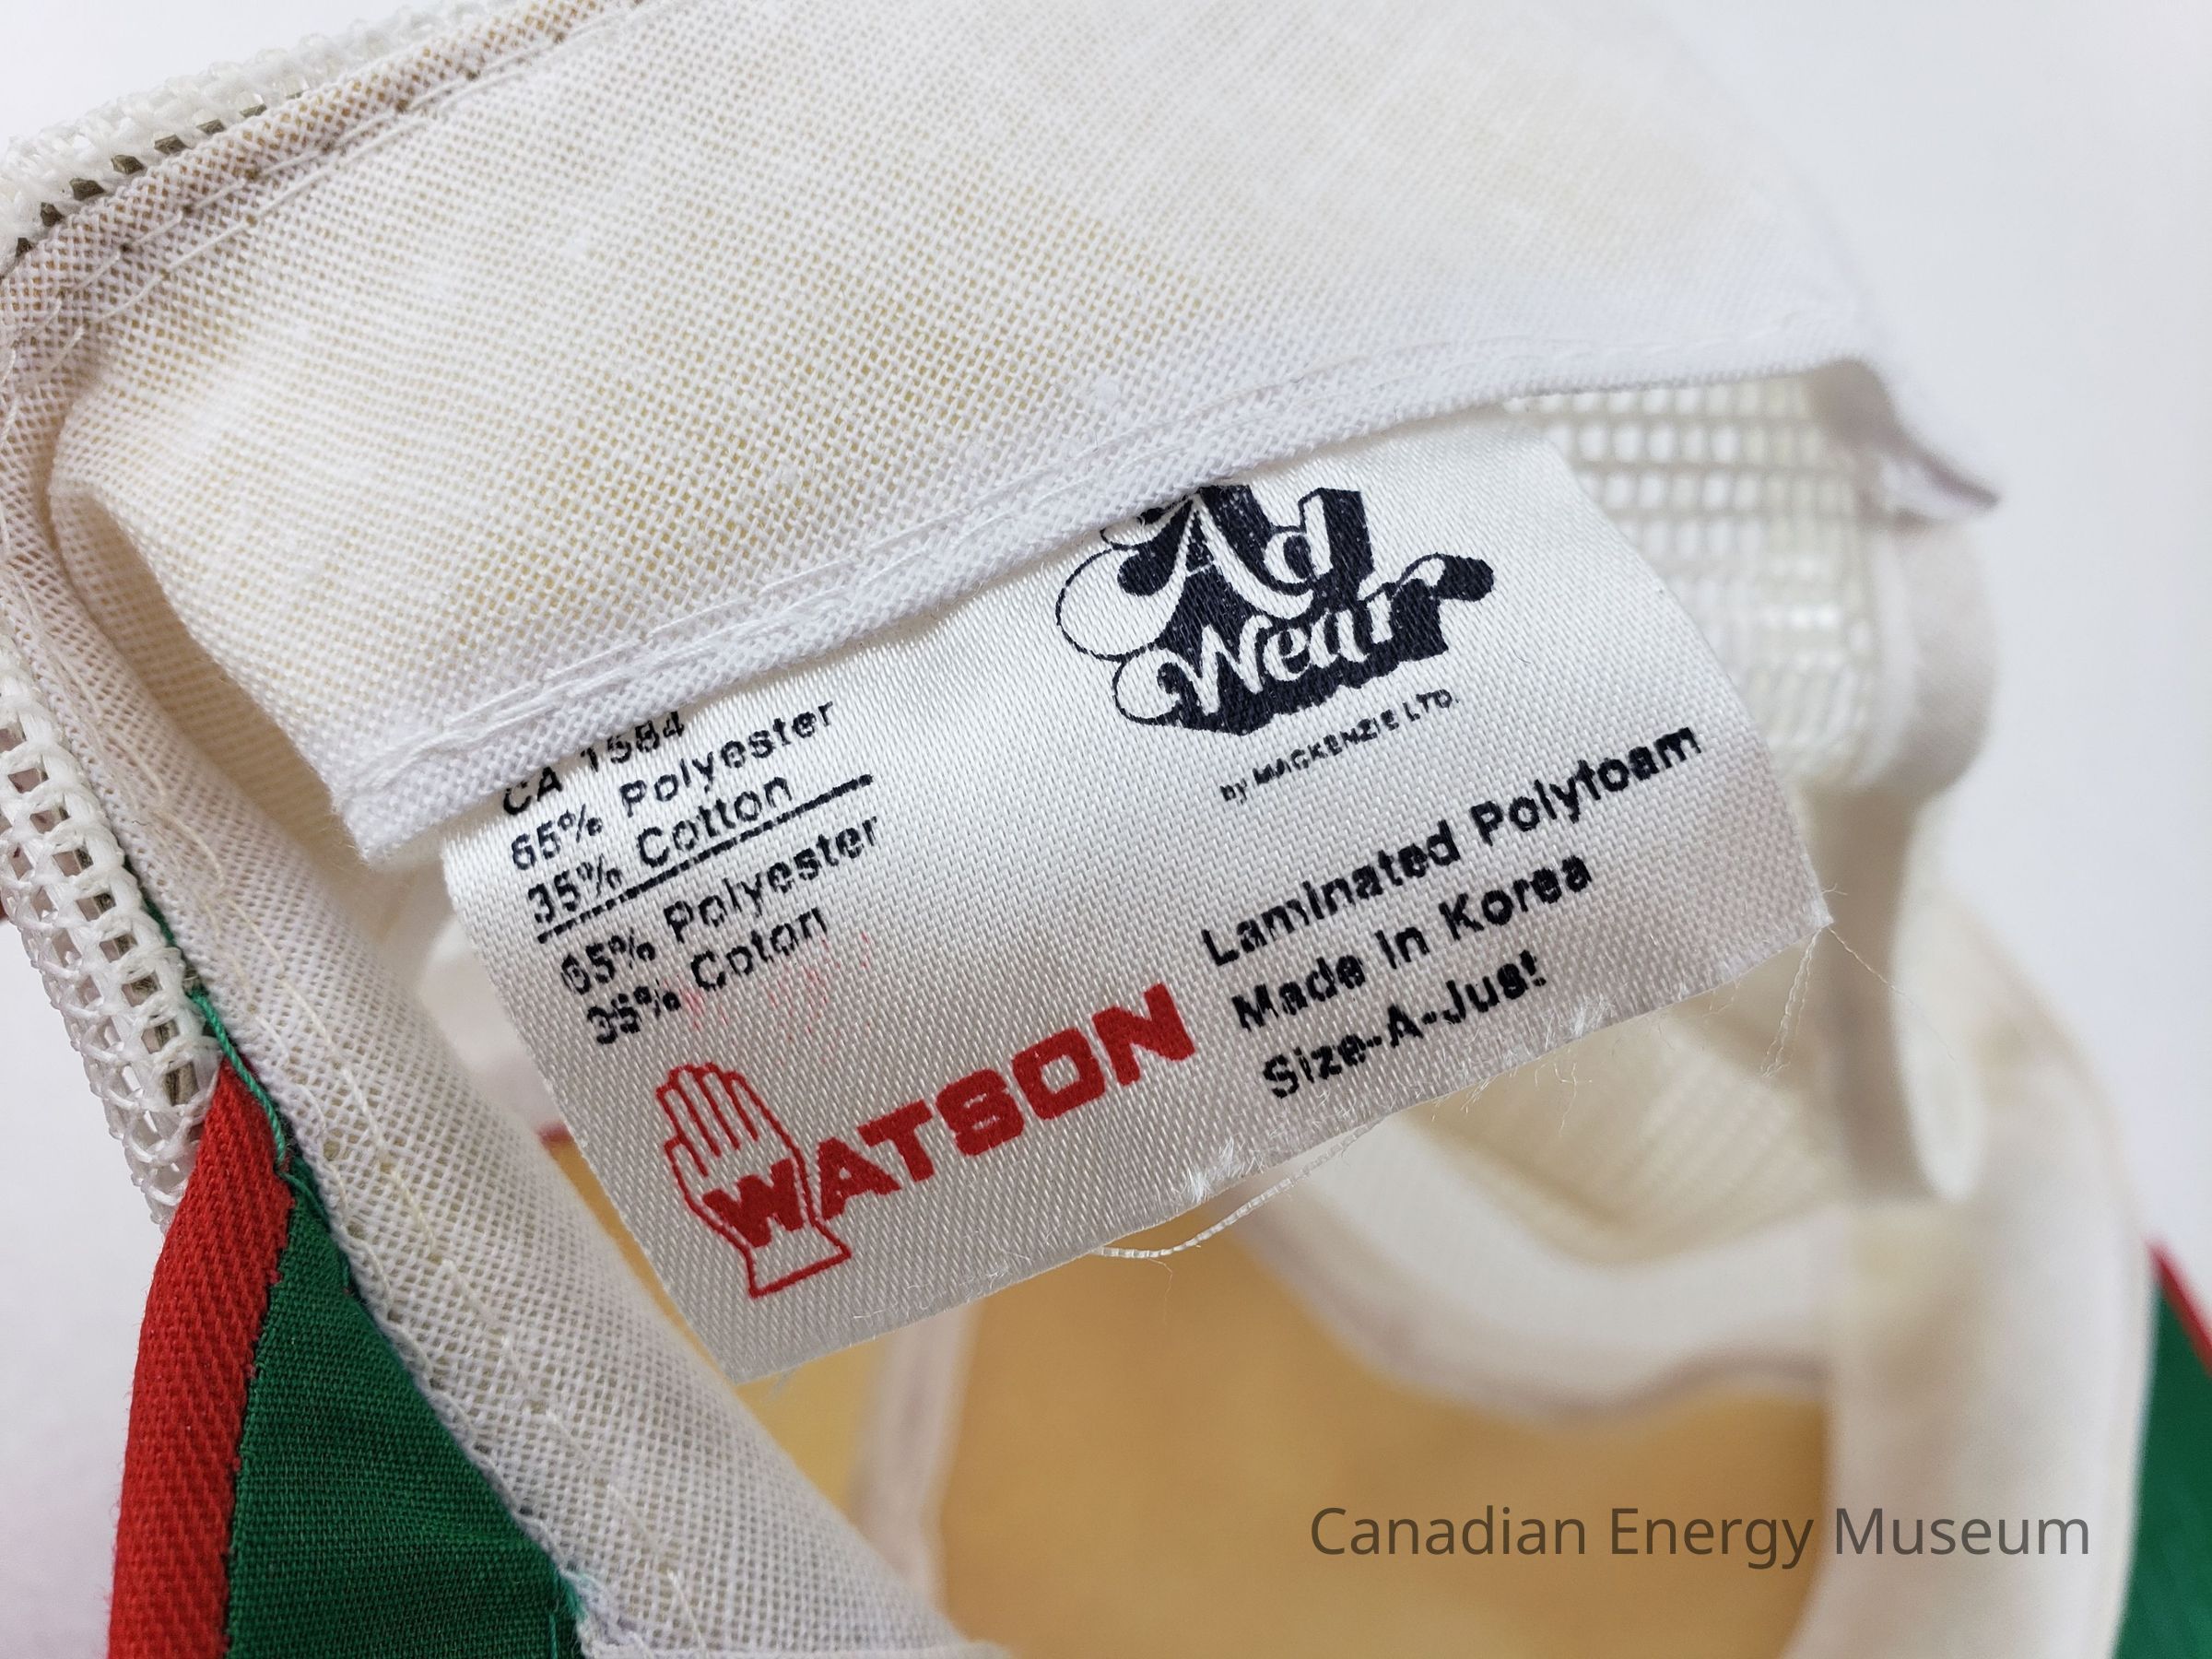 Ad
Wear
by MACKENZIE LTD.
CA 1584
65% Polyester
35% Cotton
65% Polyester
35% Coton
Laminated Polyfoam
Made In Korea
Size-A-Just
WATSON
Canadian Energy Museum